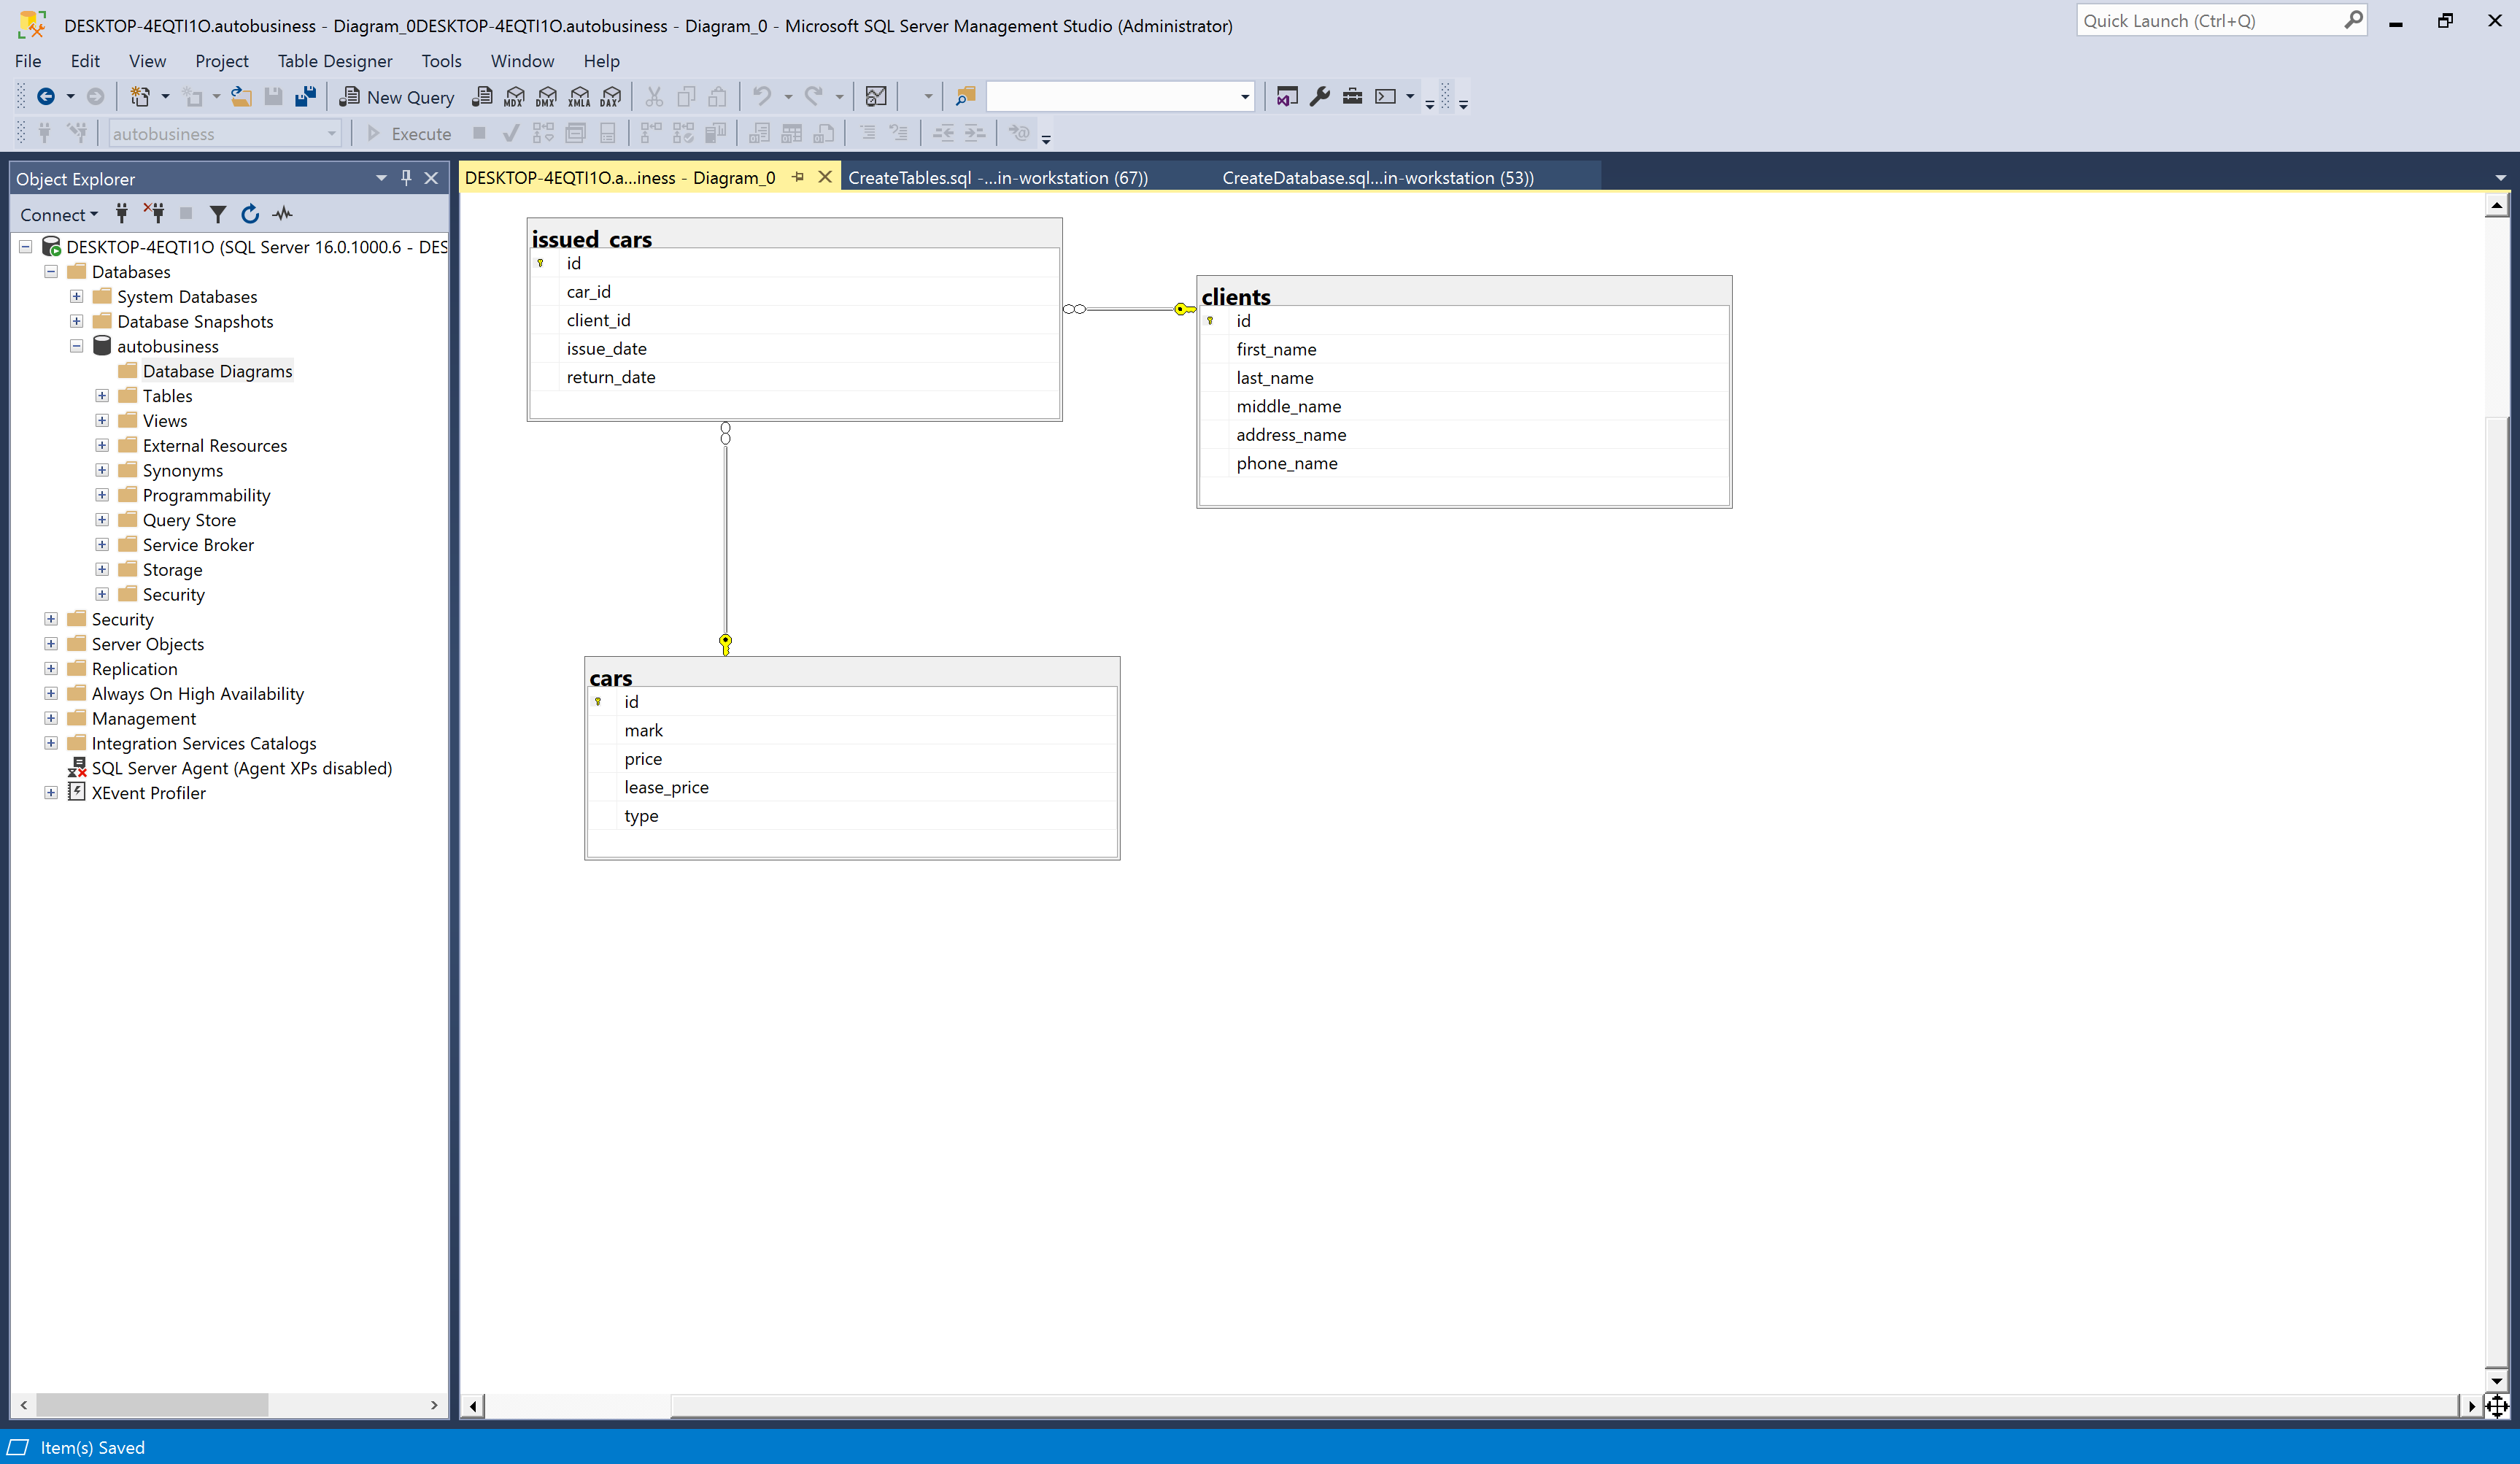 DESKTOP-4EQTI1O.autobusiness - Diagram_0DESKTOP-4EQTI1O.autobusiness - Diagram_0 - Microsoft SQL Server Management Studio (Administrator)
Quick Launch (Ctrl+Q)
File Edit View Project Table Designer Tools Window Help
New Query MDX DMX XMLA DAX
autobusiness Execute
Object Explorer
DESKTOP-4EQTI1O.a...iness - Diagram_0 CreateTables.sql -...in-workstation (67)) CreateDatabase.sql...in-workstation (53))
Connect
DESKTOP-4EQTI1O (SQL Server 16.0.1000.6 - DES
Databases
System Databases
Database Snapshots
autobusiness
Database Diagrams
Tables
Views
External Resources
Synonyms
Programmability
Query Store
Service Broker
Storage
Security
Security
Server Objects
Replication
Always On High Availability
Management
Integration Services Catalogs
SQL Server Agent (Agent XPs disabled)
XEvent Profiler
issued_cars
id
car_id
client_id
issue_date
return_date
clients
id
first_name
last_name
middle_name
address_name
phone_name
cars
id
mark
price
lease_price
type
Item(s) Saved